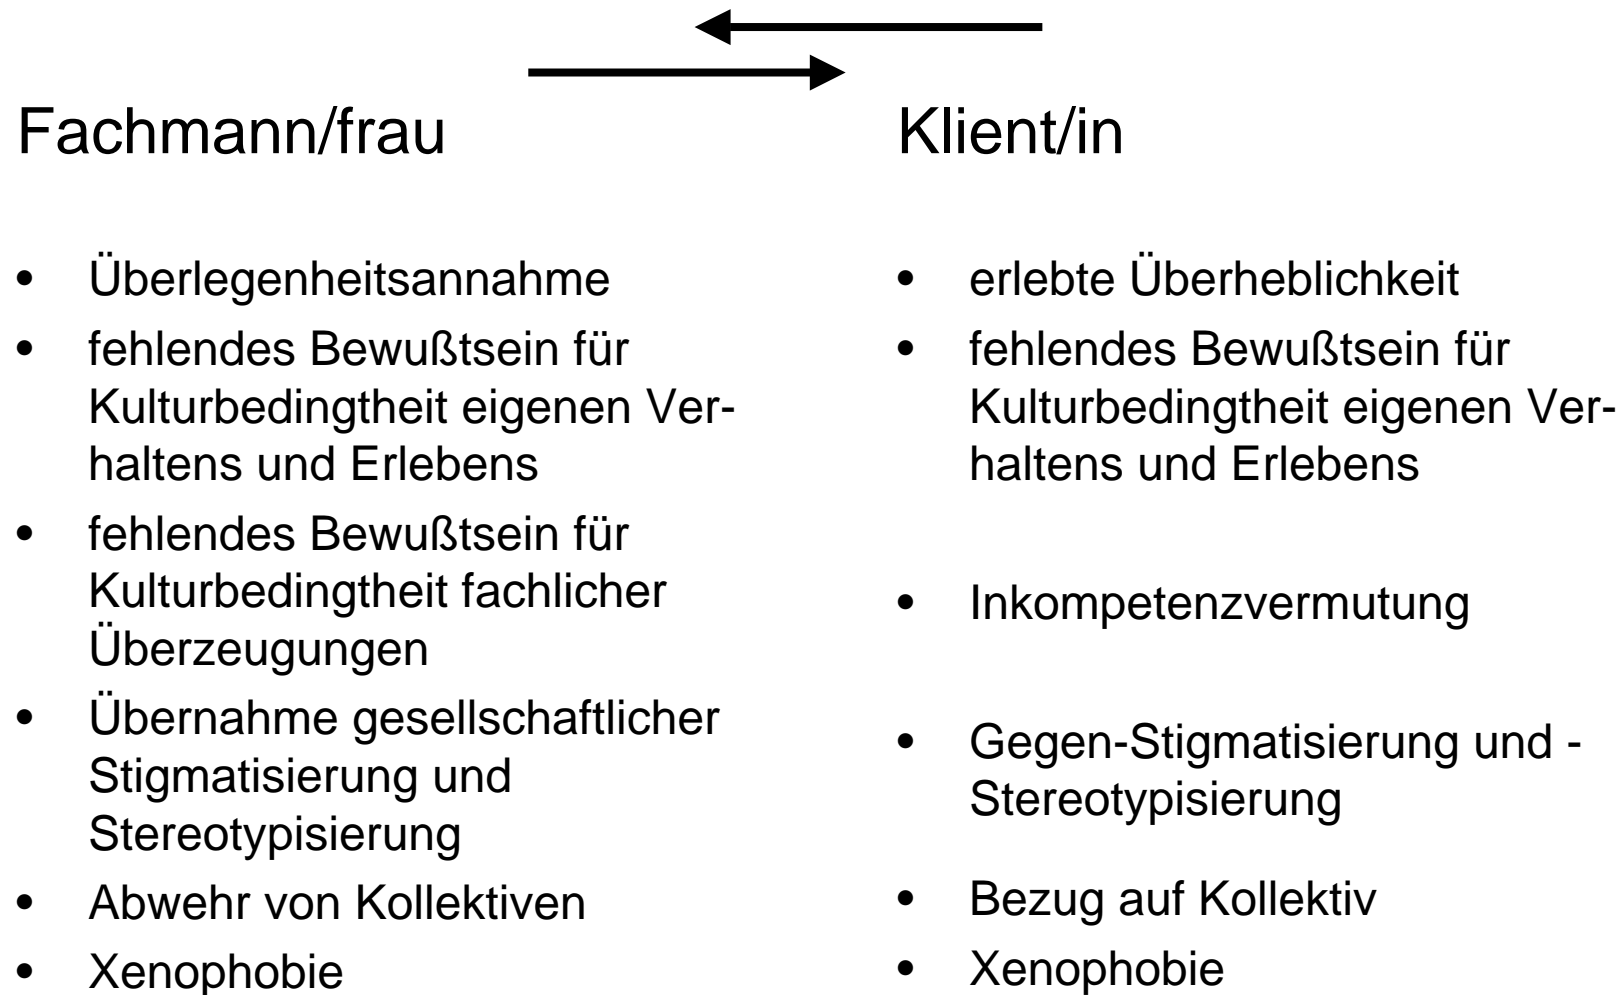 Fachmann/frau
• Überlegenheitsannahme
• fehlendes Bewußtsein für
Kulturbedingtheit eigenen Ver-
haltens und Erlebens
• fehlendes Bewußtsein für
Kulturbedingtheit fachlicher
Überzeugungen
• Übernahme gesellschaftlicher
Stigmatisierung und
Stereotypisierung
• Abwehr von Kollektiven
• Xenophobie
Klient/in
• erlebte Überheblichkeit
• fehlendes Bewußtsein für
Kulturbedingtheit eigenen Ver-
haltens und Erlebens
• Inkompetenzvermutung
• Gegen-Stigmatisierung und -
Stereotypisierung
• Bezug auf Kollektiv
• Xenophobie